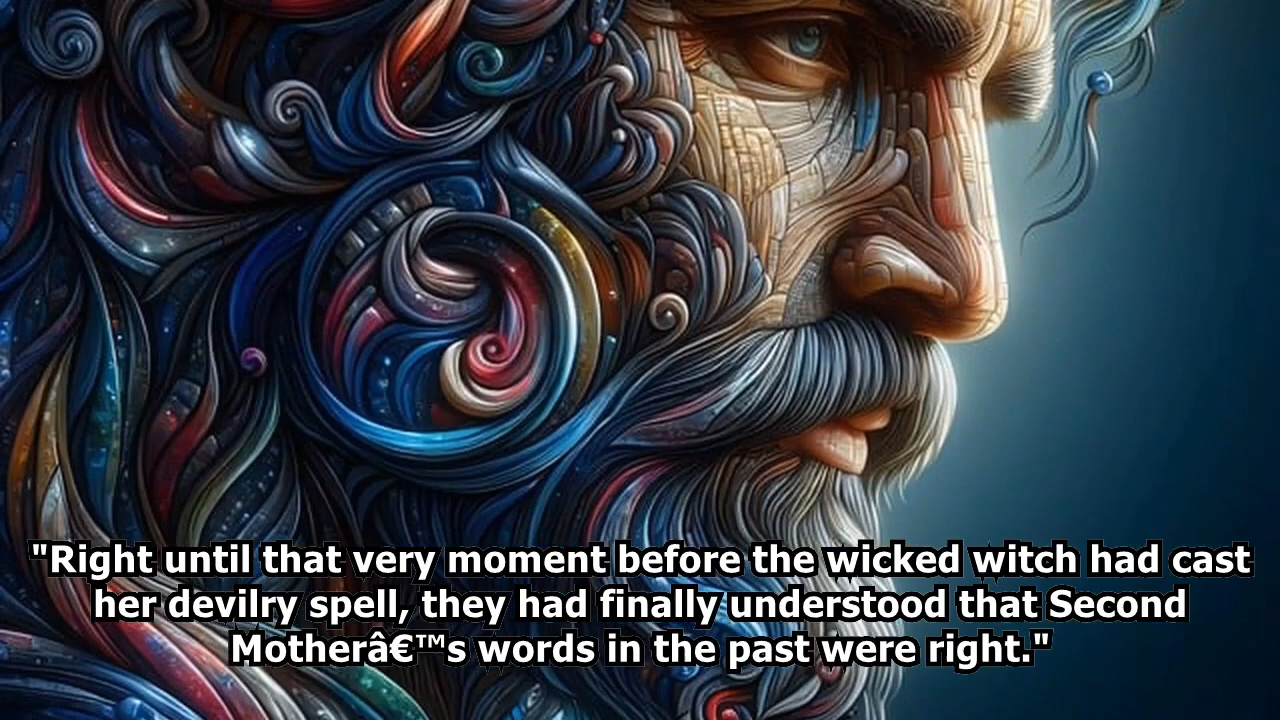 "Right until that very moment before the wicked witch had cast
her devilry spell, they had finally understood that Second
Motherâ€™s words in the past were right."